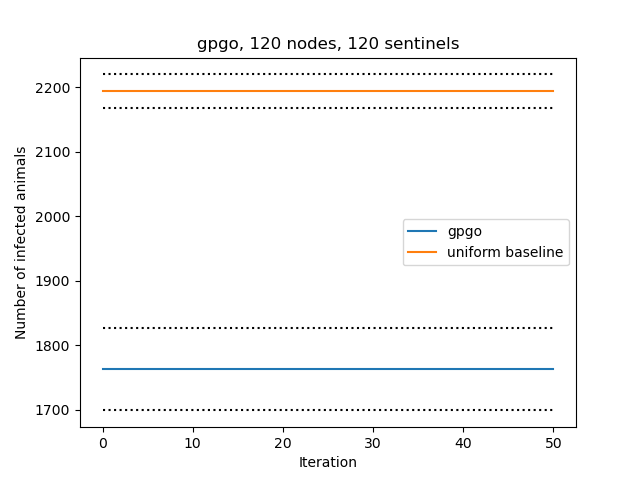 gpgo, 120 nodes, 120 sentinels
2200
2100
2000
1900
1800
1700
Number of infected animals
gpgo
uniform baseline
0 10 20 30 40 50
Iteration